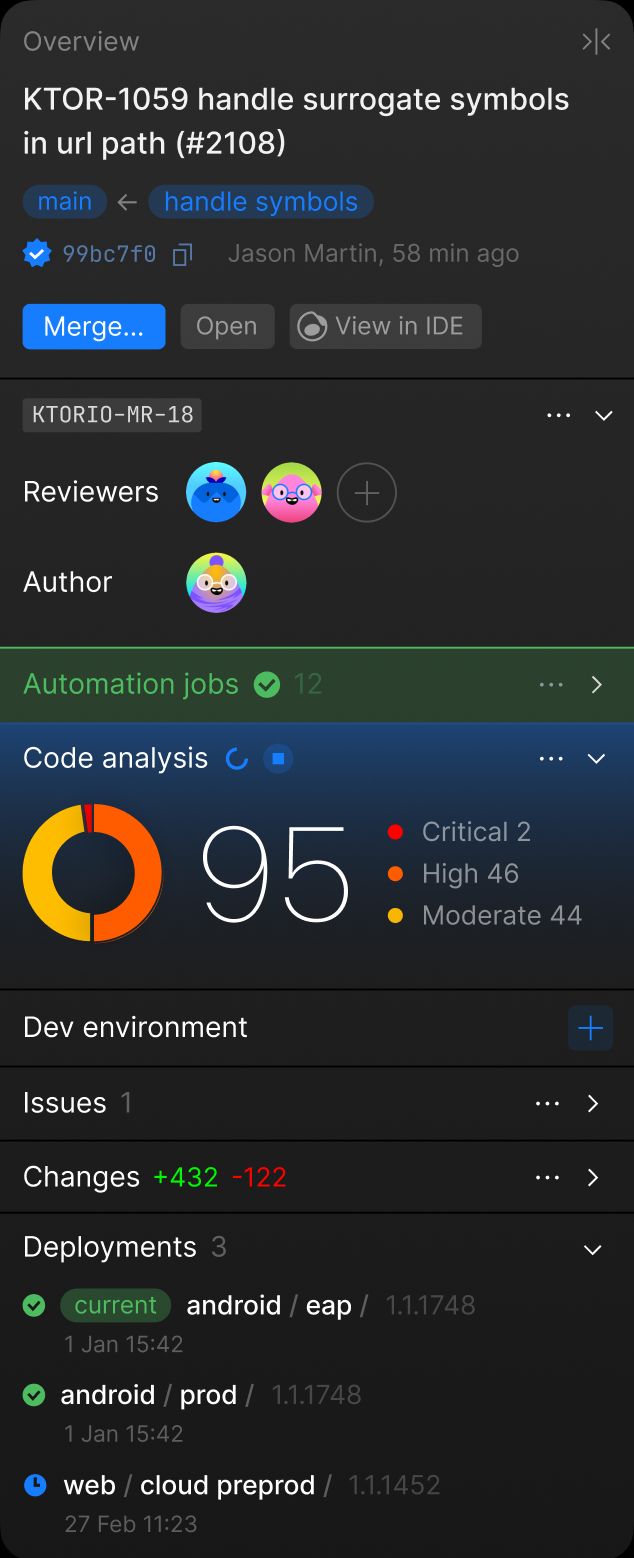 Overview
KTOR-1059 handle surrogate symbols
in url path (#2108)
main ← handle symbols
99bc7f0 Jason Martin, 58 min ago
Merge... Open View in IDE
KTORIO-MR-18
Reviewers
Author
Automation jobs 12
Code analysis
95
Critical 2
High 46
Moderate 44
Dev environment
Issues 1
Changes +432 -122
Deployments 3
current android / eap / 1.1.1748
1 Jan 15:42
android / prod / 1.1.1748
1 Jan 15:42
web / cloud preprod / 1.1.1452
27 Feb 11:23